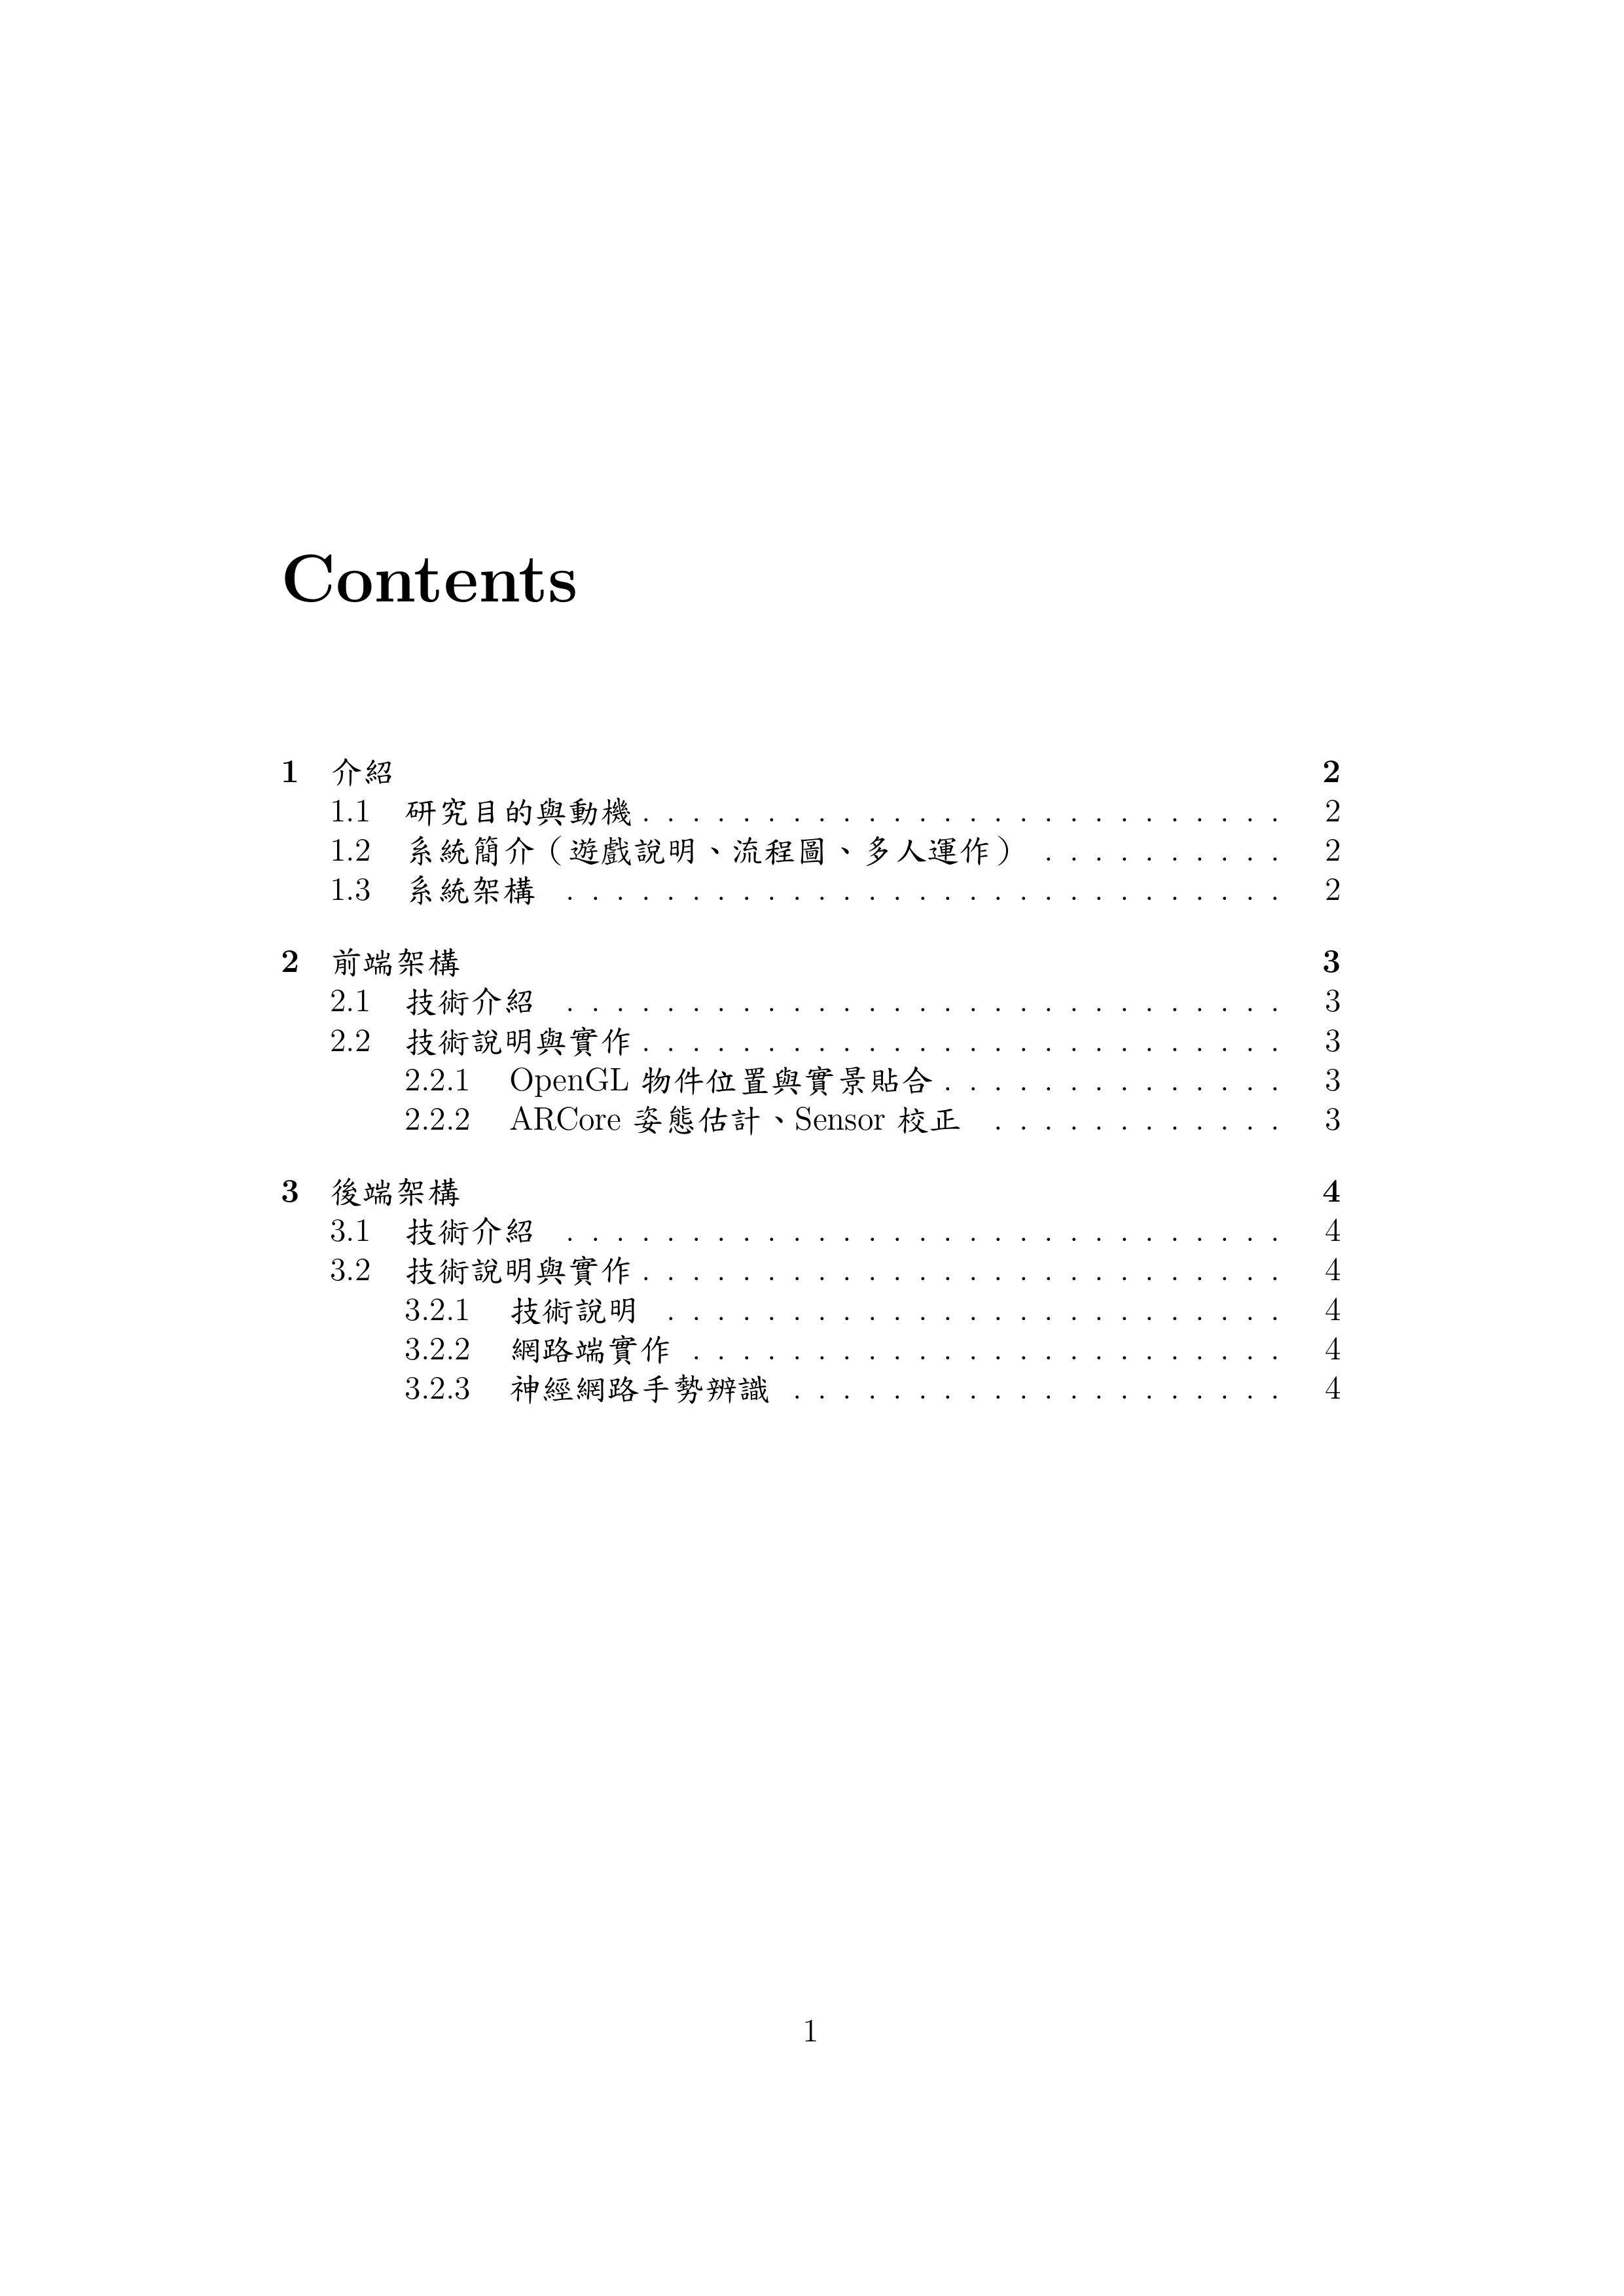 Contents
1 介紹 2
1.1 研究目的與動機 . . . . . . . . . . . . . . . . . . . . . . . . . . 2
1.2 系統簡介（遊戲說明、流程圖、多人運作） . . . . . . . . . . 2
1.3 系統架構 . . . . . . . . . . . . . . . . . . . . . . . . . . . . . 2
2 前端架構 3
2.1 技術介紹 . . . . . . . . . . . . . . . . . . . . . . . . . . . . . 3
2.2 技術說明與實作 . . . . . . . . . . . . . . . . . . . . . . . . . . 3
2.2.1 OpenGL 物件位置與實景貼合 . . . . . . . . . . . . . . 3
2.2.2 ARCore 姿態估計、Sensor 校正 . . . . . . . . . . . . 3
3 後端架構 4
3.1 技術介紹 . . . . . . . . . . . . . . . . . . . . . . . . . . . . . 4
3.2 技術說明與實作 . . . . . . . . . . . . . . . . . . . . . . . . . . 4
3.2.1 技術說明 . . . . . . . . . . . . . . . . . . . . . . . . . 4
3.2.2 網路端實作 . . . . . . . . . . . . . . . . . . . . . . . . 4
3.2.3 神經網路手勢辨識 . . . . . . . . . . . . . . . . . . . . 4
1